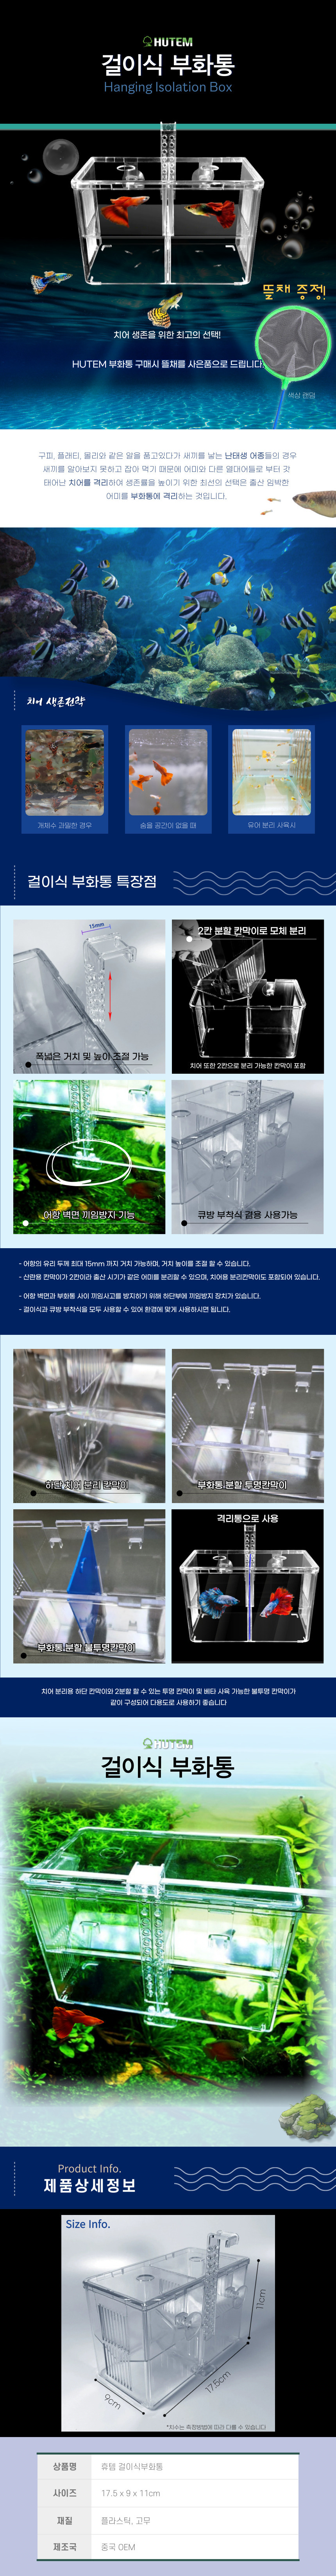 HUTEM
걸이식 부화통
Hanging Isolation Box
뜰채 증정!
치어 생존을 위한 최고의 선택!
HUTEM 부화통 구매시 뜰채를 사은품으로 드립니다.
색상 랜덤
구피, 플래티, 몰리와 같은 알을 품고있다가 새끼를 낳는 난태생 어종들의 경우
새끼를 알아보지 못하고 잡아 먹기 때문에 어미와 다른 열대어들로 부터 갓
태어난 치어를 격리하여 생존률을 높이기 위한 최선의 선택은 출산 임박한
어미를 부화통에 격리하는 것입니다.
치어 생존전략
개체수 과밀한 경우
숨을 공간이 없을 때
유어 분리 사육시
걸이식 부화통 특장점
15mm
폭넓은 거치 및 높이 조절 가능
2칸 분할 칸막이로 모체 분리
치어 또한 2칸으로 분리 가능한 칸막이 포함
어항 벽면 끼임방지 기능
큐방 부착식 겸용 사용가능
- 어항의 유리 두께 최대 15mm 까지 거치 가능하며, 거치 높이를 조절 할 수 있습니다.
- 산란용 칸막이가 2칸이라 출산 시기가 같은 어미를 분리할 수 있으며, 치어용 분리칸막이도 포함되어 있습니다.
- 어항 벽면과 부화통 사이 끼임사고를 방지하기 위해 하단부에 끼임방지 장치가 있습니다.
- 걸이식과 큐방 부착식을 모두 사용할 수 있어 환경에 맞게 사용하시면 됩니다.
하단 치어 분리 칸막이
부화통 분할 투명칸막이
부화통 분할 불투명칸막이
격리통으로 사용
치어 분리용 하단 칸막이와 2분할 할 수 있는 투명 칸막이 및 베타 사육 가능한 불투명 칸막이가
같이 구성되어 다용도로 사용하기 좋습니다
HUTEM
걸이식 부화통
Product Info.
제품상세정보
Size Info.
11cm
17.5cm
9cm
*치수는 측정방법에 따라 다를 수 있습니다
상품명 휴템 걸이식부화통
사이즈 17.5 x 9 x 11cm
재질 플라스틱, 고무
제조국 중국 OEM